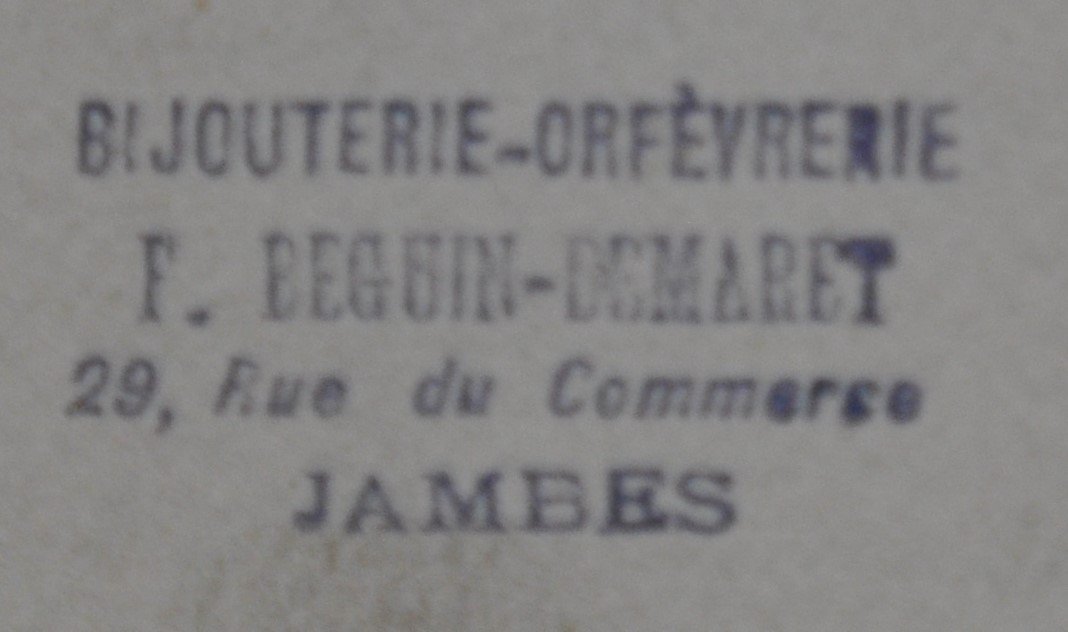 BIJOUTERIE-ORFÈVRERIE
F. BEGUIN-DEMARET
29, Rue du Commerce
JAMBES